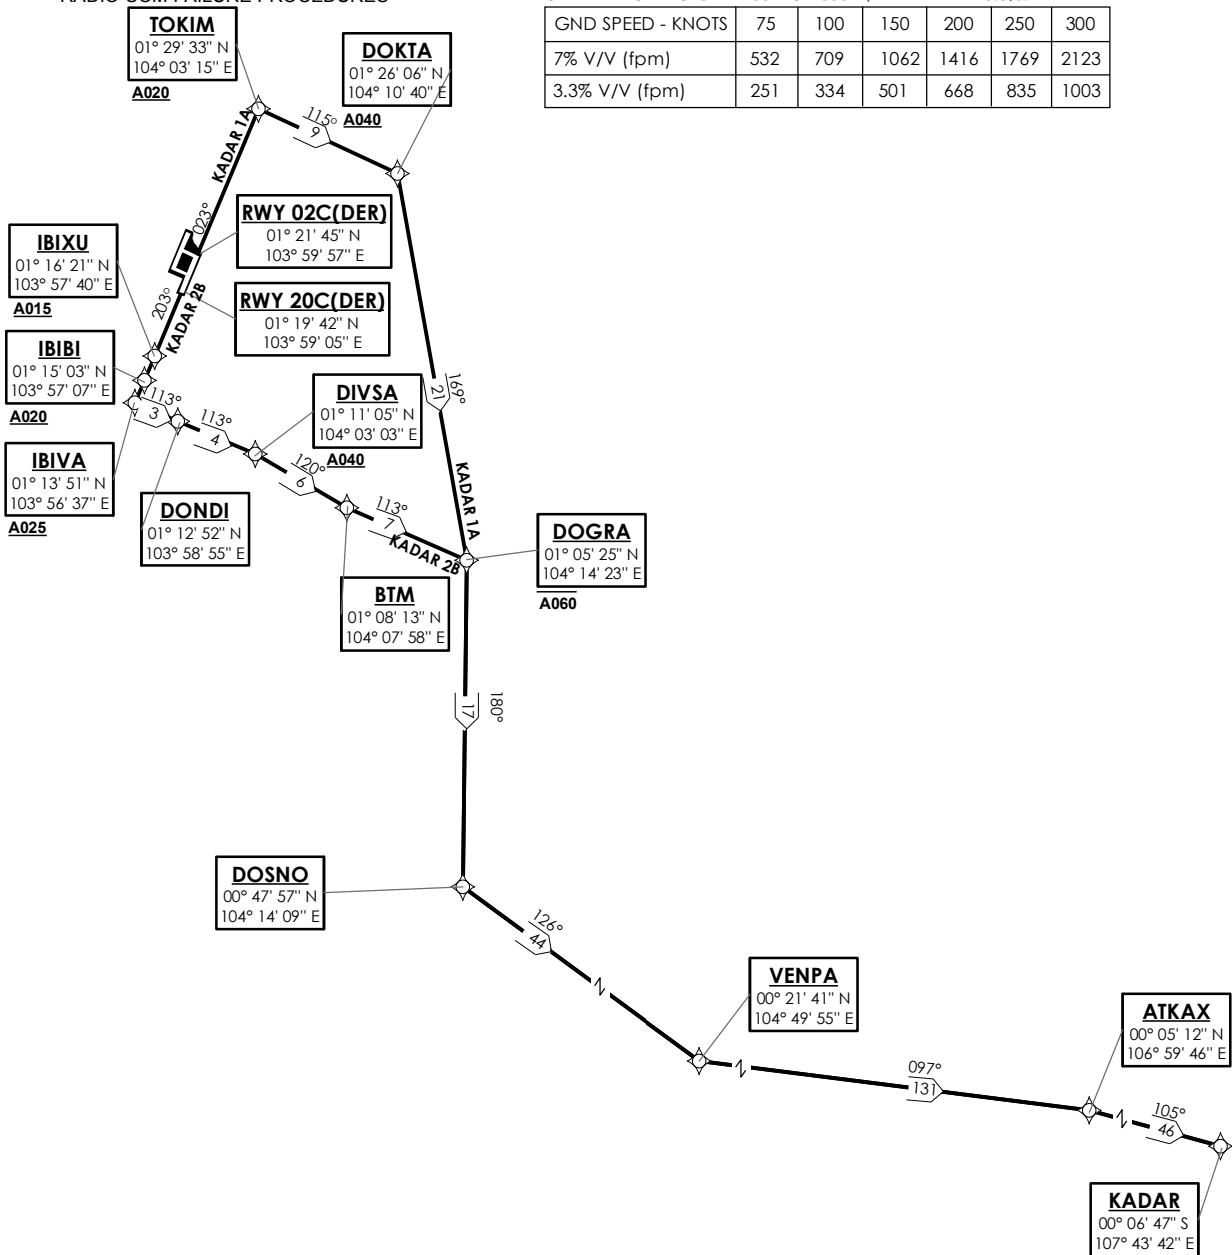 TOKIM
01° 29' 33" N
104° 03' 15" E
A020
DOKTA
01° 26' 06" N
104° 10' 40" E
A040
GND SPEED - KNOTS 75 100 150 200 250 300
7% V/V (fpm) 532 709 1062 1416 1769 2123
3.3% V/V (fpm) 251 334 501 668 835 1003
115°
9
KADAR 1A
023°
RWY 02C(DER)
01° 21' 45" N
103° 59' 57" E
IBIXU
01° 16' 21" N
103° 57' 40" E
A015
203°
KADAR 2B
RWY 20C(DER)
01° 19' 42" N
103° 59' 05" E
IBIBI
01° 15' 03" N
103° 57' 07" E
A020
113°
3
113°
4
DIVSA
01° 11' 05" N
104° 03' 03" E
A040
169°
21
KADAR 1A
IBIVA
01° 13' 51" N
103° 56' 37" E
A025
DONDI
01° 12' 52" N
103° 58' 55" E
120°
6
113°
7
KADAR 2B
DOGRA
01° 05' 25" N
104° 14' 23" E
A060
BTM
01° 08' 13" N
104° 07' 58" E
180°
17
DOSNO
00° 47' 57" N
104° 14' 09" E
126°
44
VENPA
00° 21' 41" N
104° 49' 55" E
097°
131
ATKAX
00° 05' 12" N
106° 59' 46" E
105°
46
KADAR
00° 06' 47" S
107° 43' 42" E